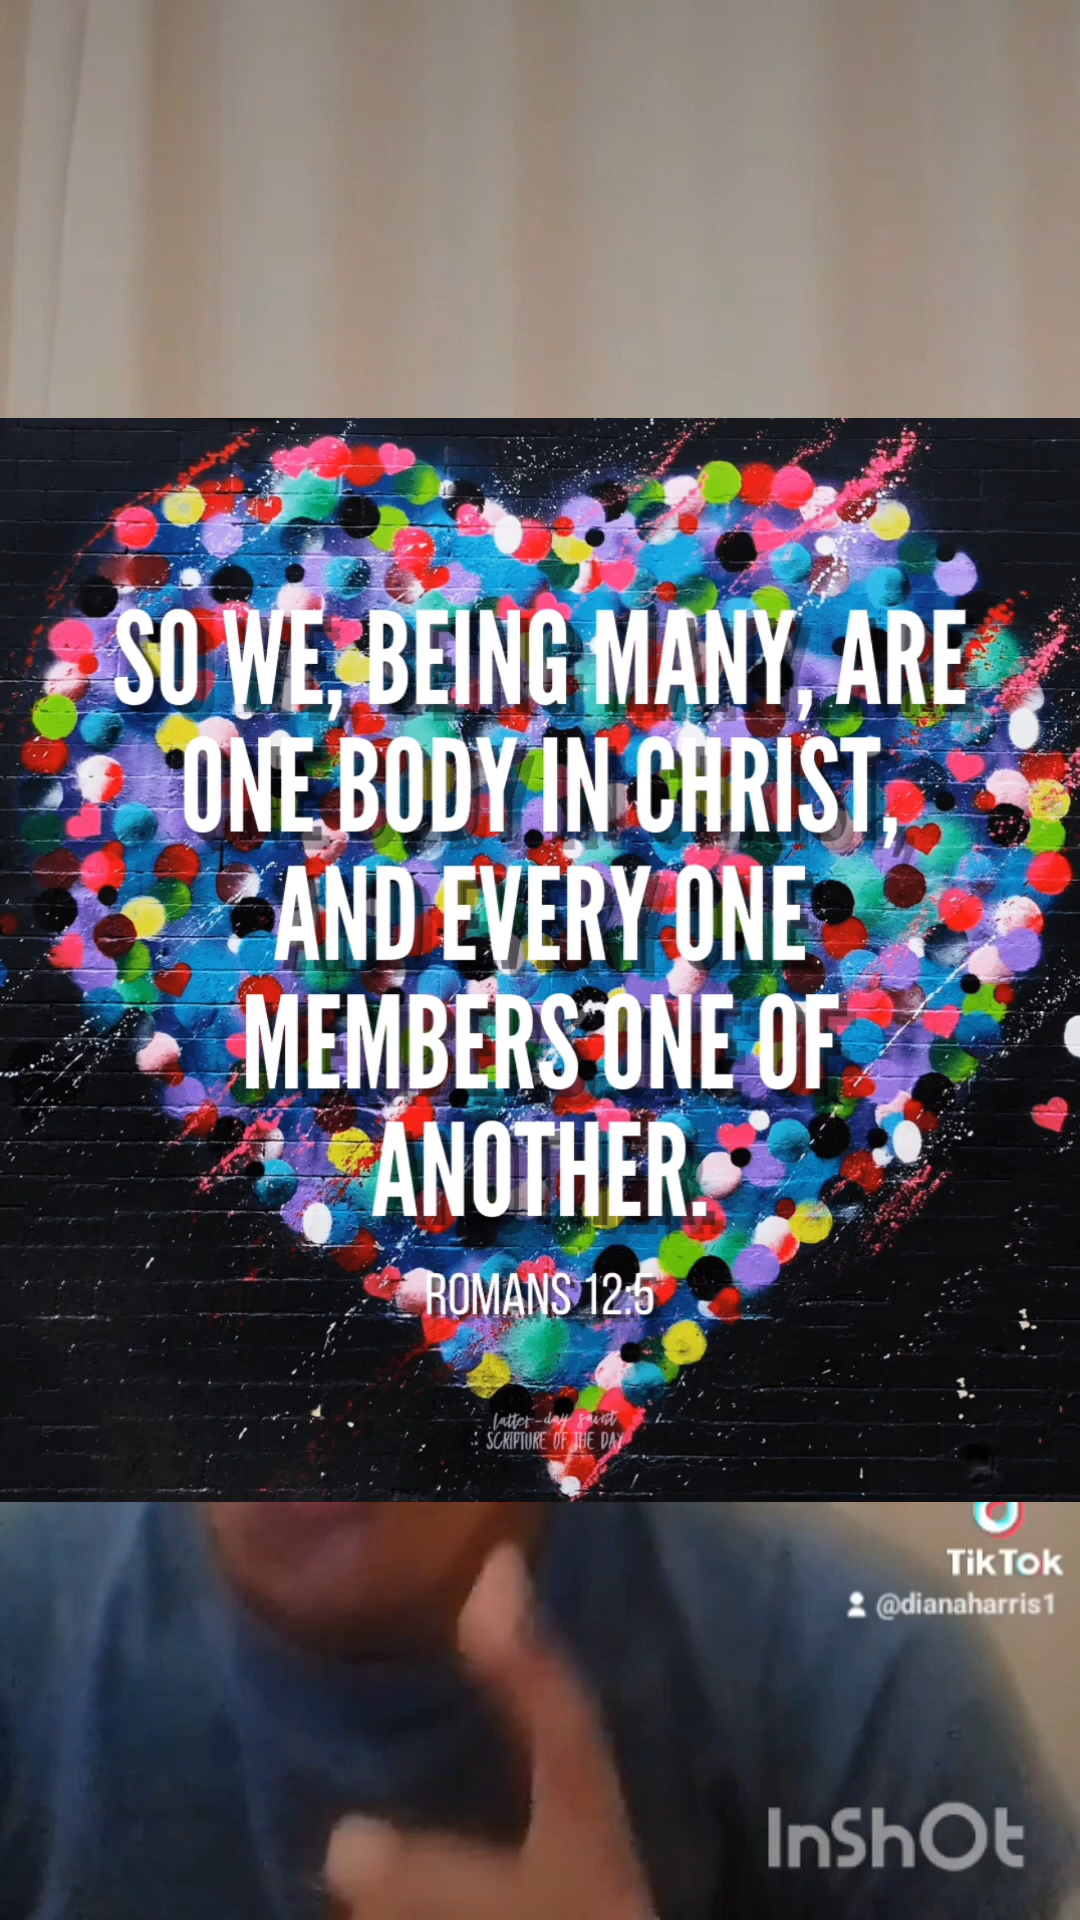 SO WE, BEING MANY, ARE
ONE BODY IN CHRIST,
AND EVERY ONE
MEMBERS ONE OF
ANOTHER.
ROMANS 12:5
latter-day saint
SCRIPTURE OF THE DAY
TikTok
@dianaharris1
InShOt